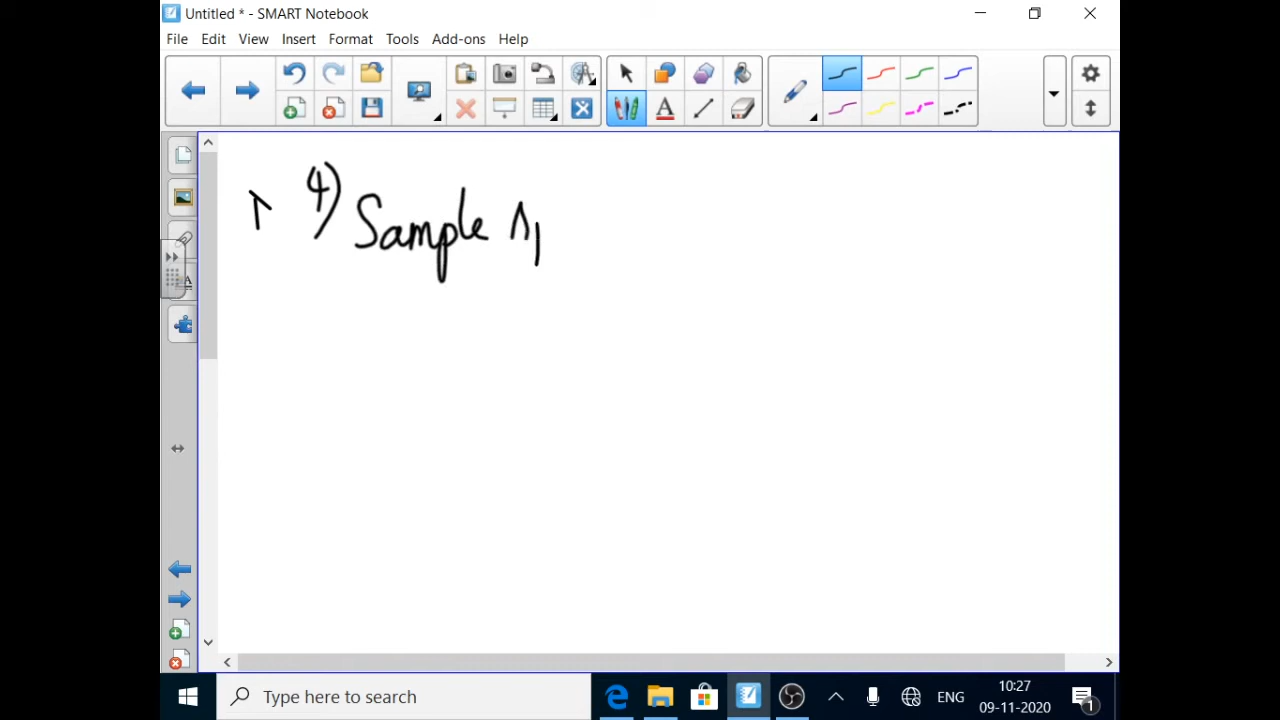 Untitled * - SMART Notebook
File Edit View Insert Format Tools Add-ons Help
4) Sample
Type here to search
ENG
10:27
09-11-2020
1